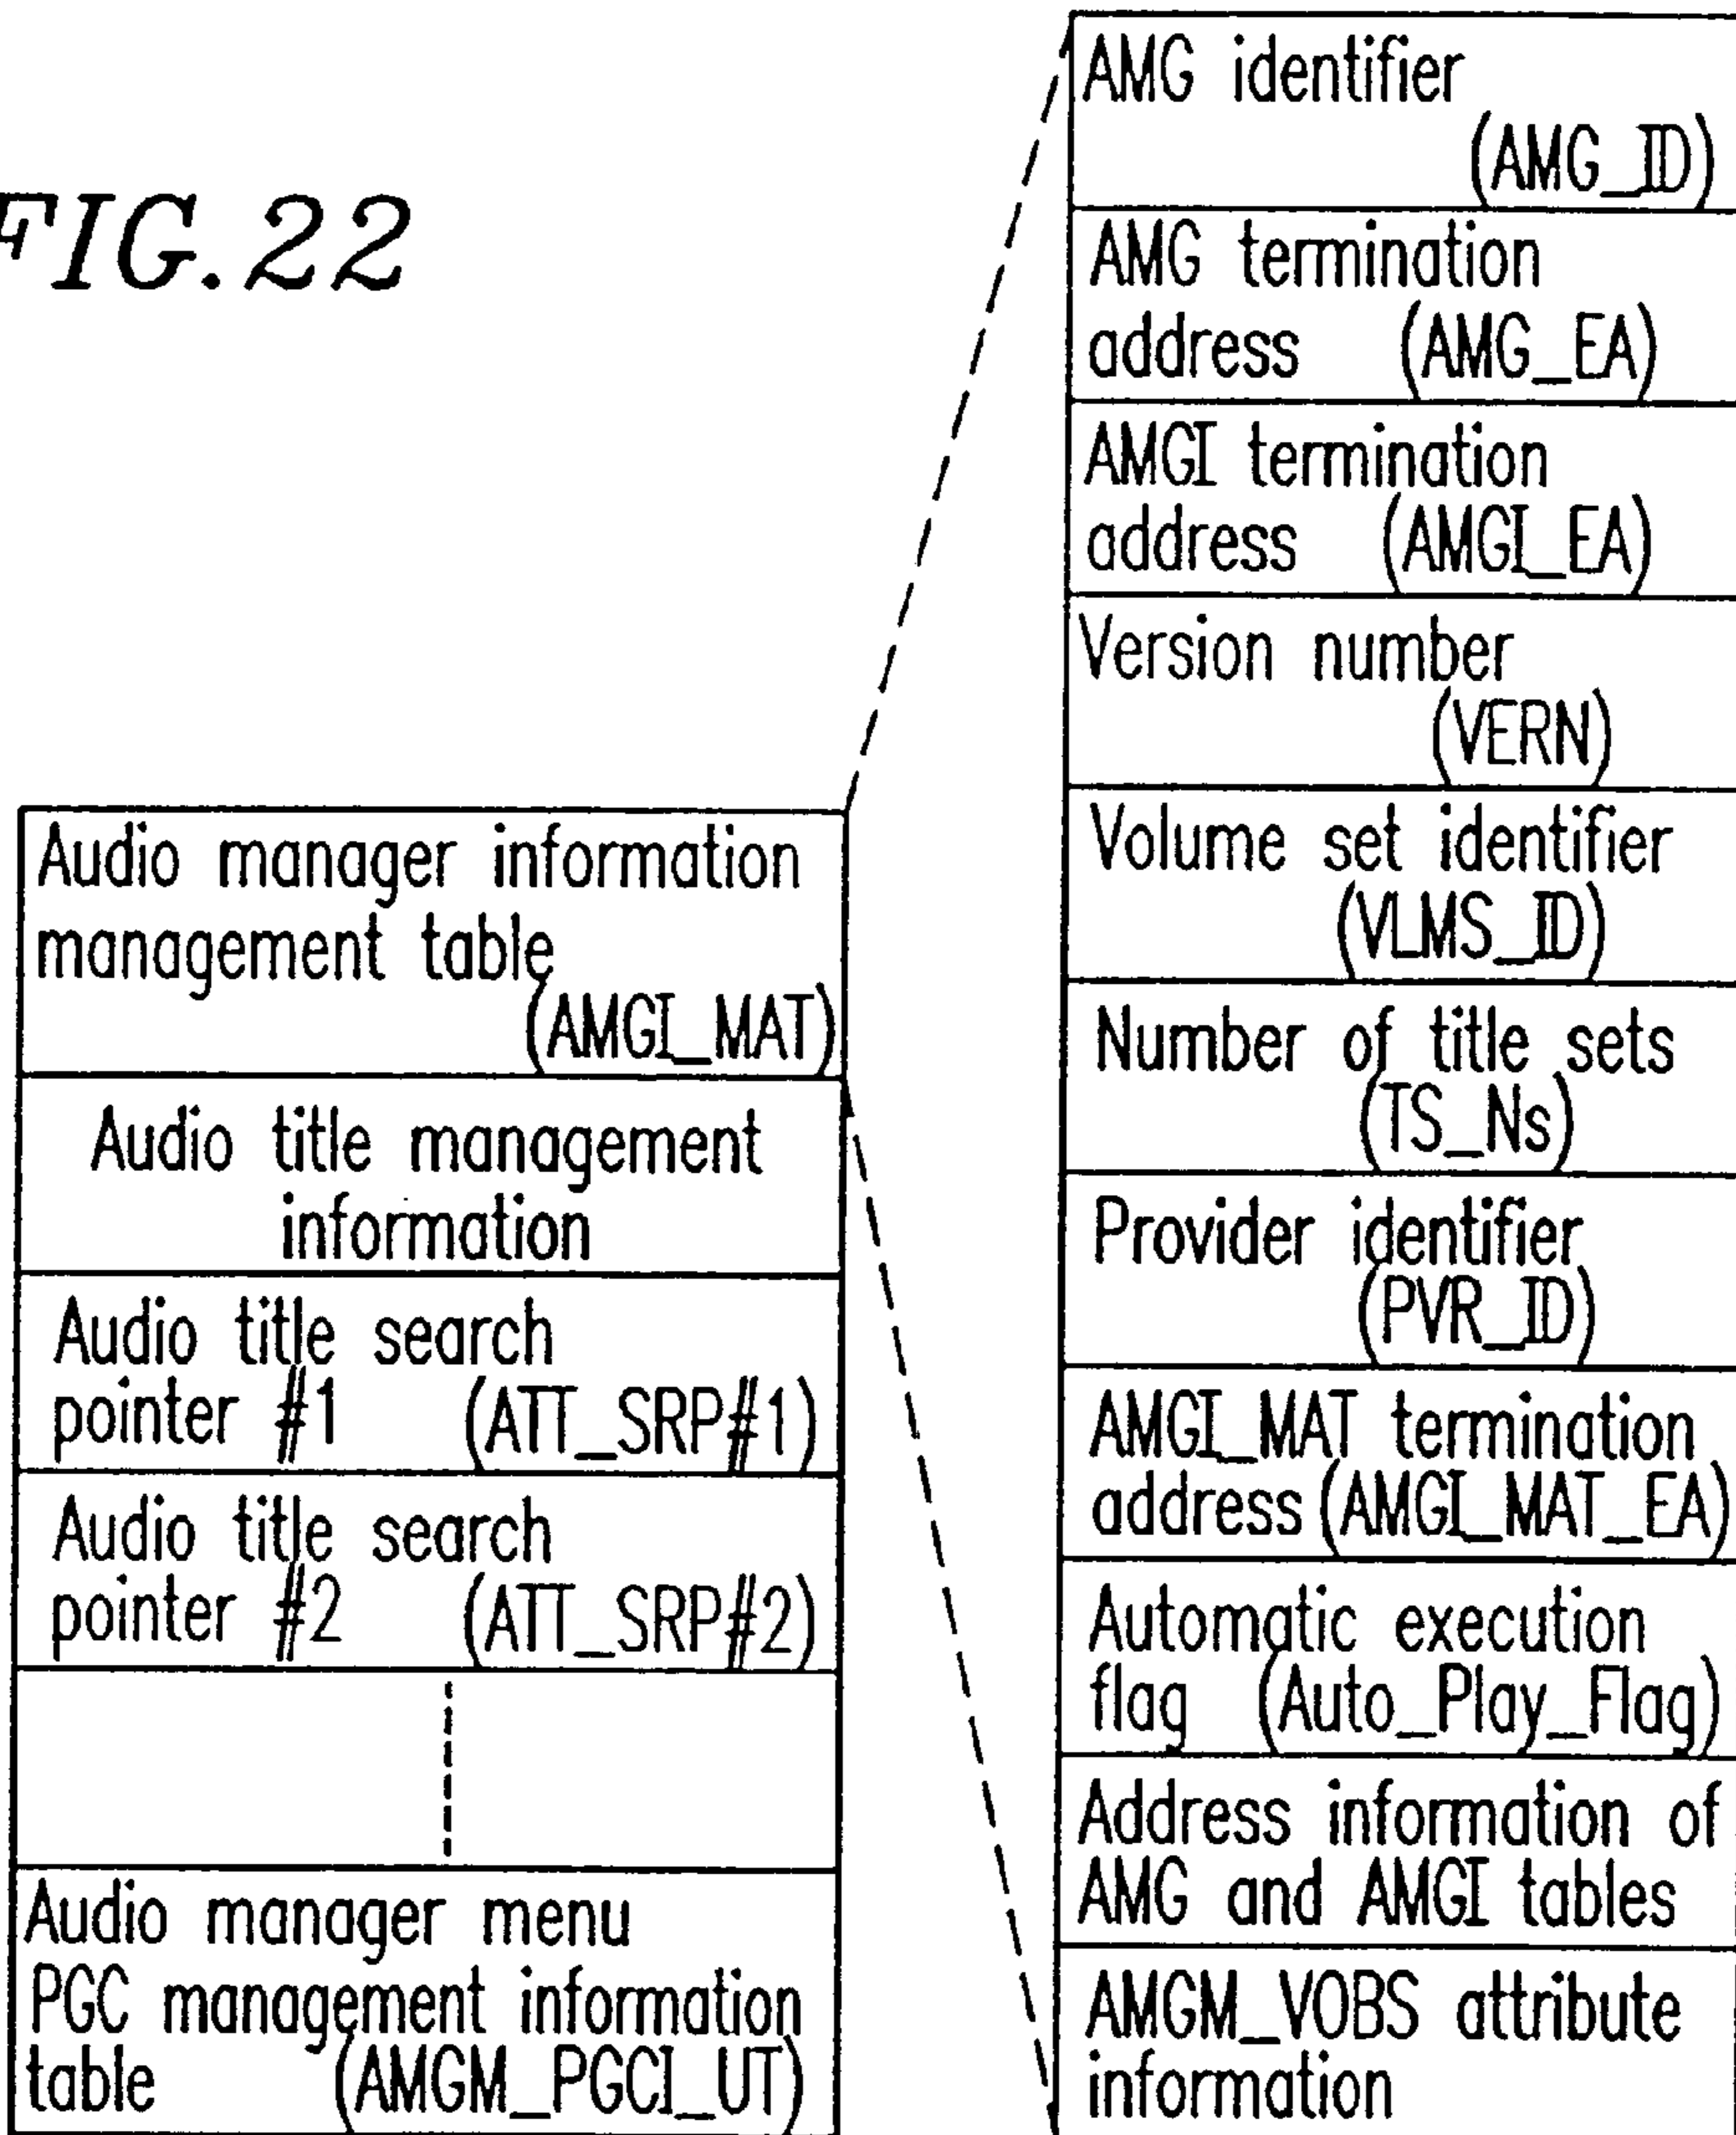 FIG.22
Audio manager information
management table
(AMGI_MAT)
Audio title management
information
Audio title search
pointer #1 (ATT_SRP#1)
Audio title search
pointer #2 (ATT_SRP#2)
Audio manager menu
PGC management information
table (AMGM_PGCI_UT)
AMG identifier
(AMG_ID)
AMG termination
address (AMG_EA)
AMGI termination
address (AMGI_EA)
Version number
(VERN)
Volume set identifier
(VLMS_ID)
Number of title sets
(TS_Ns)
Provider identifier
(PVR_ID)
AMGI_MAT termination
address (AMGI_MAT_EA)
Automatic execution
flag (Auto_Play_Flag)
Address information of
AMG and AMGI tables
AMGM_VOBS attribute
information